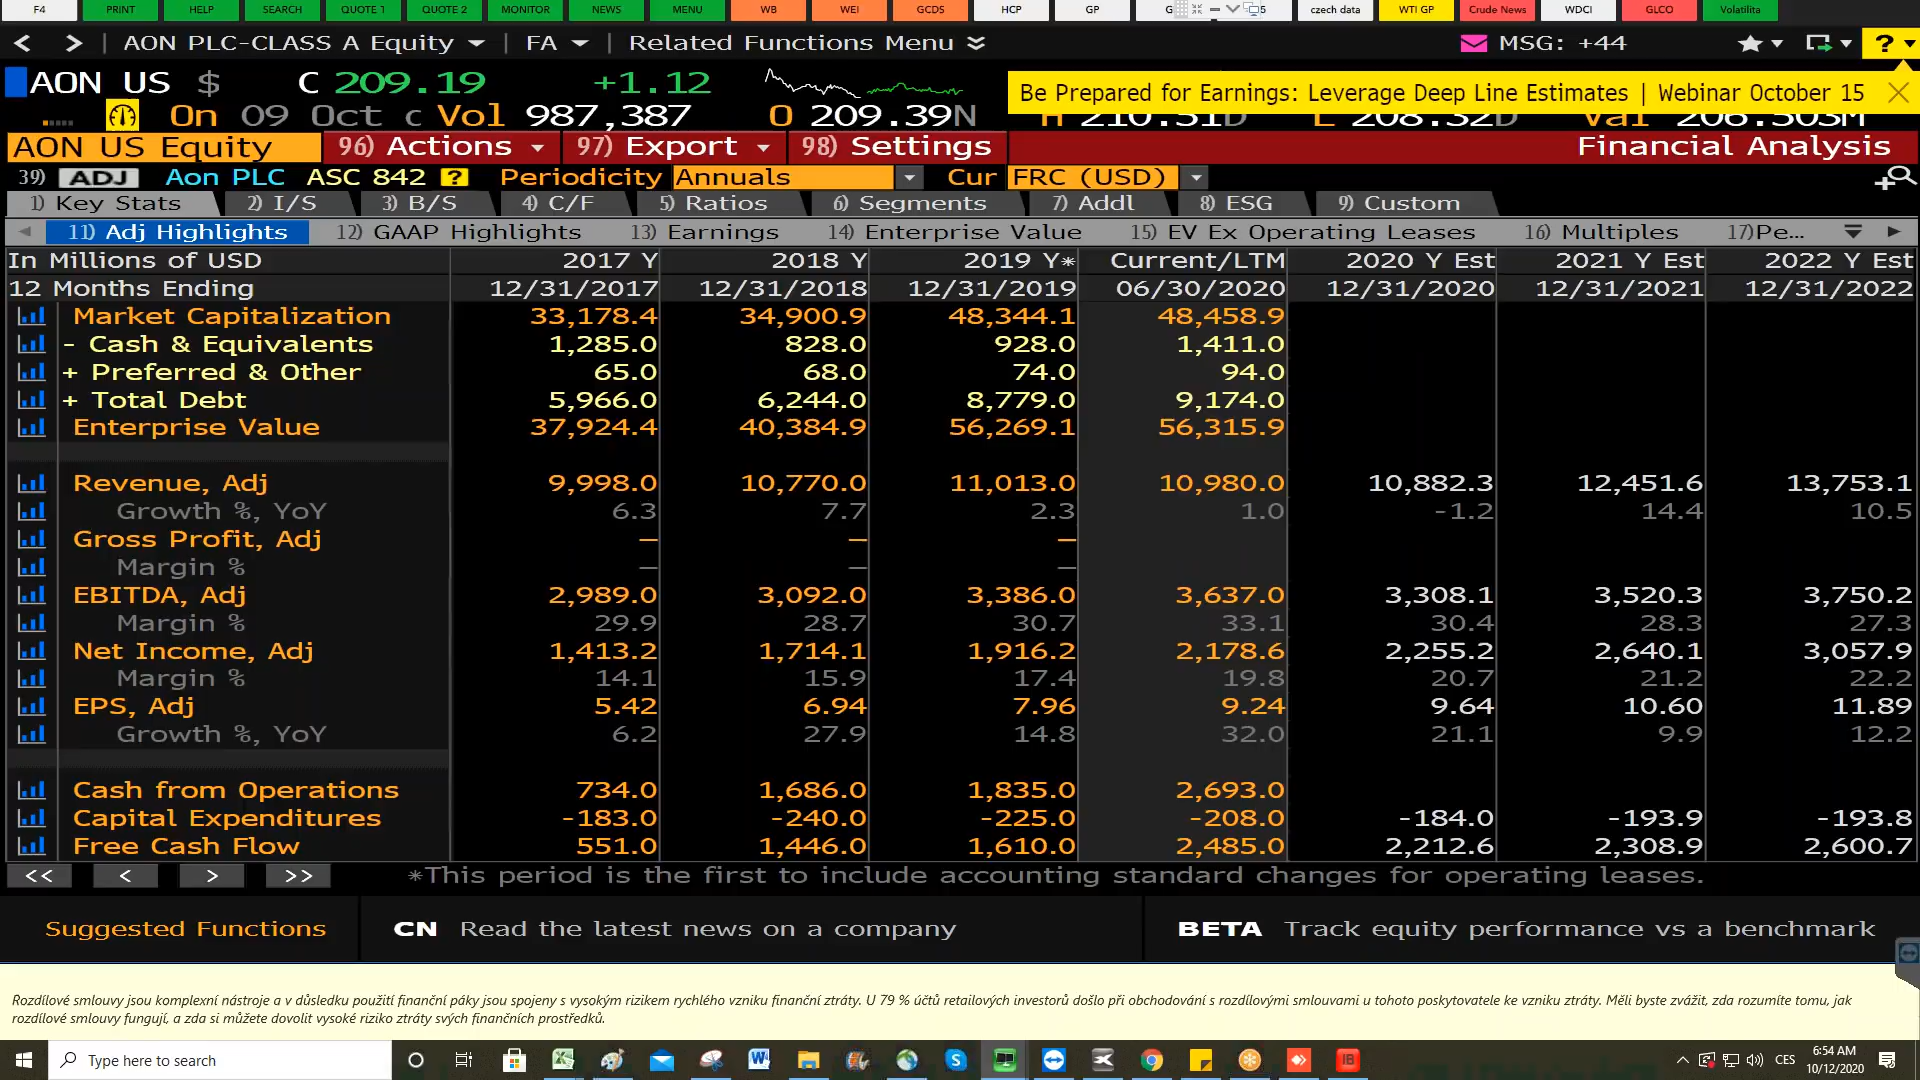 F4 PRINT HELP SEARCH QUOTE 1 QUOTE 2 MONITOR NEWS MENU WB WEI GCDS HCP GP czech data WTI GP Crude News WDCI GLCO Volatilita
AON PLC-CLASS A Equity | FA | Related Functions Menu MSG: +44 ?
AON US $ C 209.19 +1.12
Be Prepared for Earnings: Leverage Deep Line Estimates | Webinar October 15
On 09 Oct c Vol 987,387 O 209.39N H 210.51D L 208.32D Val 206.503M
AON US Equity 96) Actions 97) Export 98) Settings Financial Analysis
39) ADJ Aon PLC ASC 842 ? Periodicity Annuals Cur FRC (USD)
1) Key Stats 2) I/S 3) B/S 4) C/F 5) Ratios 6) Segments 7) Addl 8) ESG 9) Custom
11) Adj Highlights 12) GAAP Highlights 13) Earnings 14) Enterprise Value 15) EV Ex Operating Leases 16) Multiples 17)Pe...
In Millions of USD 2017 Y 2018 Y 2019 Y* Current/LTM 2020 Y Est 2021 Y Est 2022 Y Est
12 Months Ending 12/31/2017 12/31/2018 12/31/2019 06/30/2020 12/31/2020 12/31/2021 12/31/2022
Market Capitalization 33,178.4 34,900.9 48,344.1 48,458.9
- Cash & Equivalents 1,285.0 828.0 928.0 1,411.0
+ Preferred & Other 65.0 68.0 74.0 94.0
+ Total Debt 5,966.0 6,244.0 8,779.0 9,174.0
Enterprise Value 37,924.4 40,384.9 56,269.1 56,315.9
Revenue, Adj 9,998.0 10,770.0 11,013.0 10,980.0 10,882.3 12,451.6 13,753.1
Growth %, YoY 6.3 7.7 2.3 1.0 -1.2 14.4 10.5
Gross Profit, Adj — — —
Margin % — — —
EBITDA, Adj 2,989.0 3,092.0 3,386.0 3,637.0 3,308.1 3,520.3 3,750.2
Margin % 29.9 28.7 30.7 33.1 30.4 28.3 27.3
Net Income, Adj 1,413.2 1,714.1 1,916.2 2,178.6 2,255.2 2,640.1 3,057.9
Margin % 14.1 15.9 17.4 19.8 20.7 21.2 22.2
EPS, Adj 5.42 6.94 7.96 9.24 9.64 10.60 11.89
Growth %, YoY 6.2 27.9 14.8 32.0 21.1 9.9 12.2
Cash from Operations 734.0 1,686.0 1,835.0 2,693.0
Capital Expenditures -183.0 -240.0 -225.0 -208.0 -184.0 -193.9 -193.8
Free Cash Flow 551.0 1,446.0 1,610.0 2,485.0 2,212.6 2,308.9 2,600.7
<< < > >> *This period is the first to include accounting standard changes for operating leases.
Suggested Functions CN Read the latest news on a company BETA Track equity performance vs a benchmark
Rozdílové smlouvy jsou komplexní nástroje a v důsledku použití finanční páky jsou spojeny s vysokým rizikem rychlého vzniku finanční ztráty. U 79 % účtů retailových investorů došlo při obchodování s rozdílovými smlouvami u tohoto poskytovatele ke vzniku ztráty. Měli byste zvážit, zda rozumíte tomu, jak
rozdílové smlouvy fungují, a zda si můžete dovolit vysoké riziko ztráty svých finančních prostředků.
Type here to search CES 6:54 AM
10/12/2020